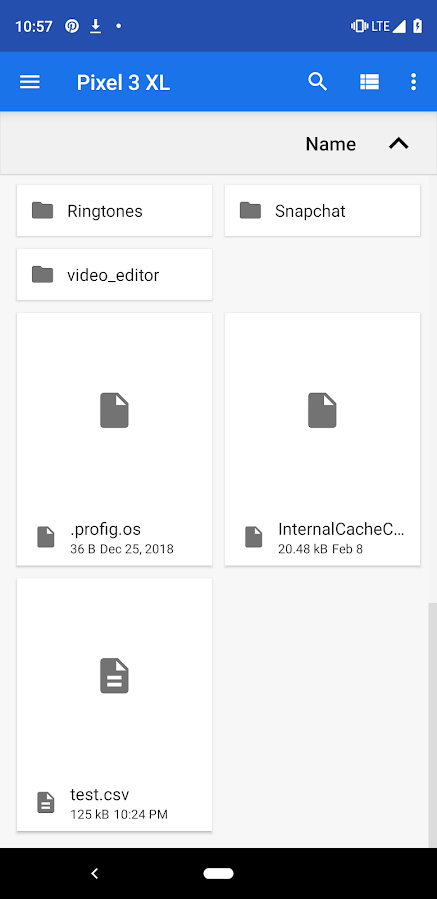 10:57 LTE
Pixel 3 XL
Name
Ringtones
Snapchat
video_editor
.profig.os
36 B Dec 25, 2018
InternalCacheC...
20.48 kB Feb 8
test.csv
125 kB 10:24 PM